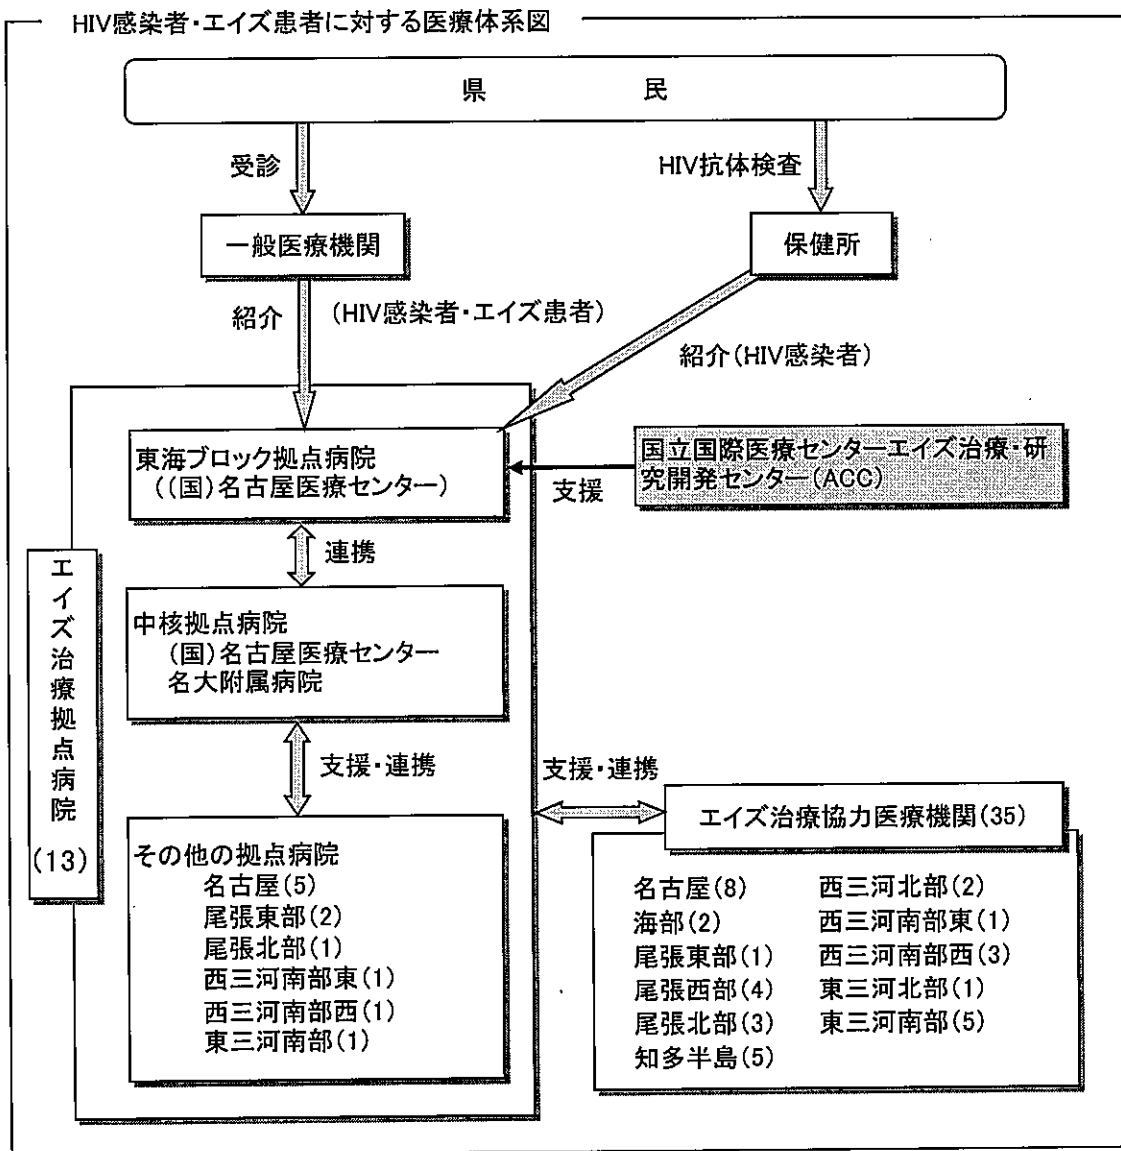 HIV感染者・エイズ患者に対する医療体系図
県　民
受診
HIV抗体検査
一般医療機関
保健所
紹介
(HIV感染者・エイズ患者)
紹介(HIV感染者)
東海ブロック拠点病院
((国)名古屋医療センター)
国立国際医療センターエイズ治療・研
究開発センター(ACC)
支援
連携
エイズ治療拠点病院
(13)
中核拠点病院
(国)名古屋医療センター
名大附属病院
支援・連携
支援・連携
エイズ治療協力医療機関(35)
その他の拠点病院
名古屋(5)
尾張東部(2)
尾張北部(1)
西三河南部東(1)
西三河南部西(1)
東三河南部(1)
名古屋(8)
海部(2)
尾張東部(1)
尾張西部(4)
尾張北部(3)
知多半島(5)
西三河北部(2)
西三河南部東(1)
西三河南部西(3)
東三河北部(1)
東三河南部(5)